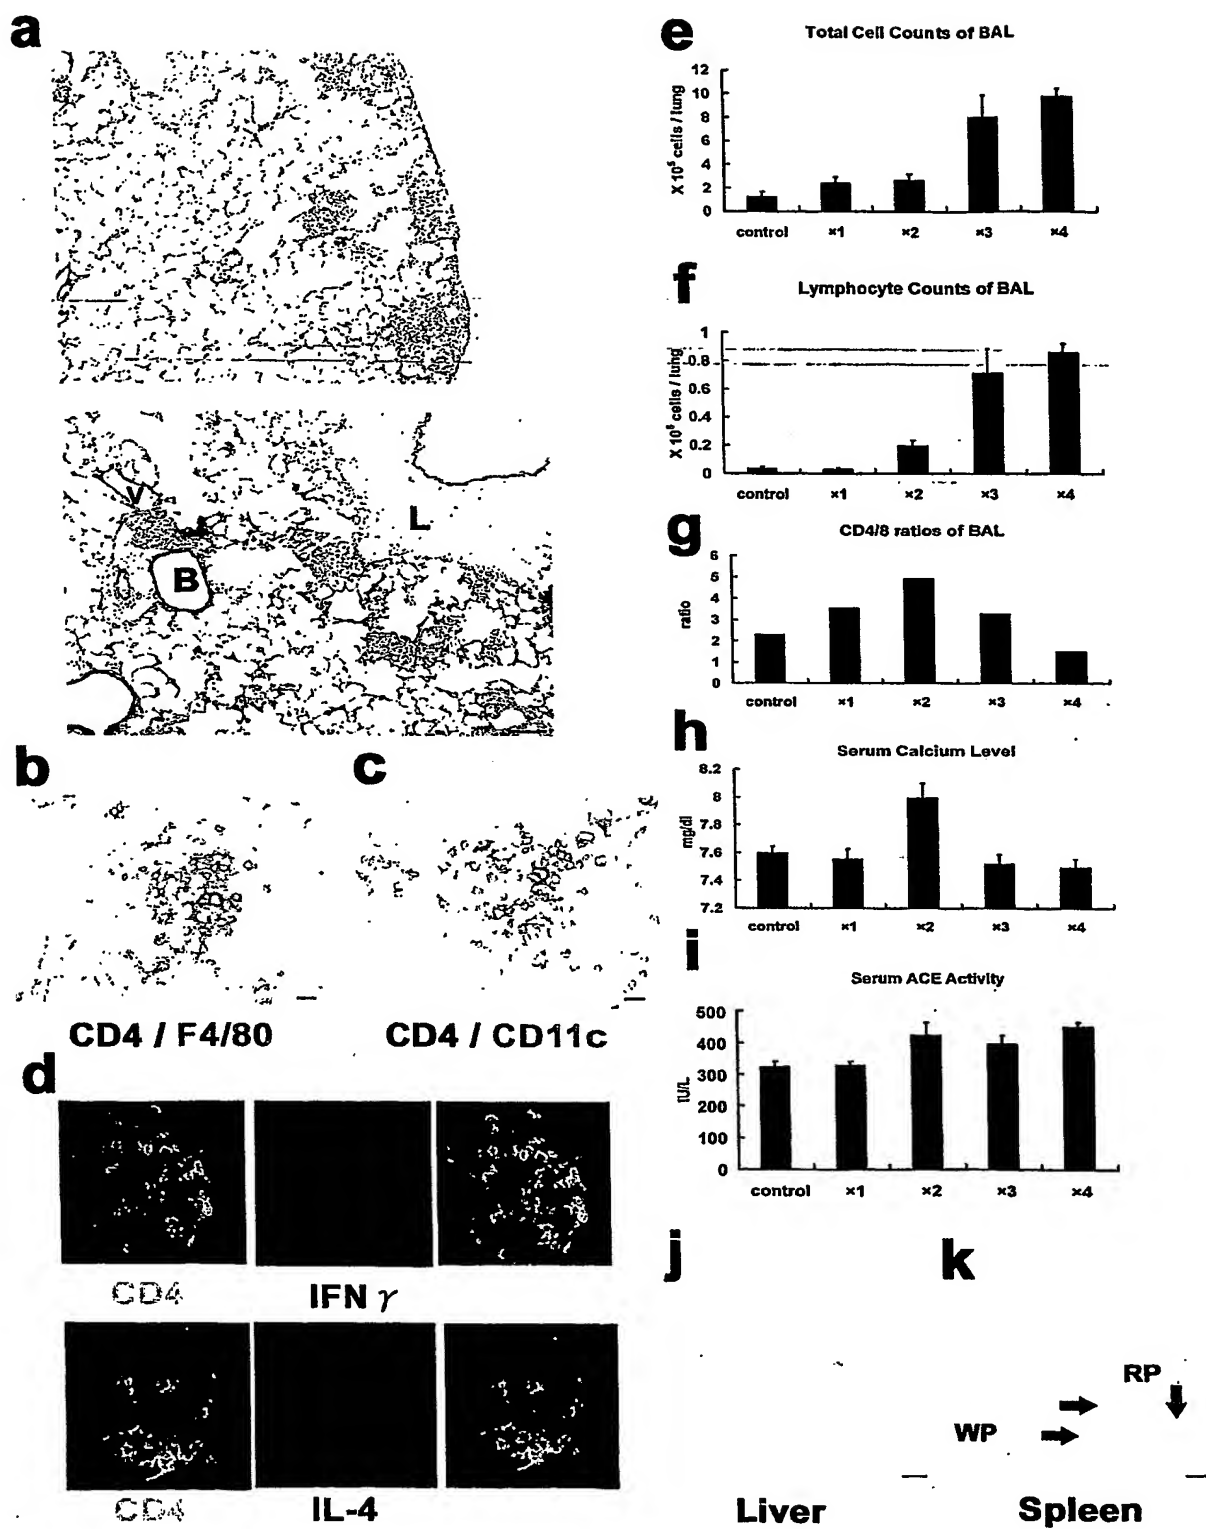 a
V
L
B
b
c
CD4 / F4/80
CD4 / CD11c
d
CD4
IFN γ
CD4
IL-4
e
Total Cell Counts of BAL
X 10⁵ cells / lung
12
10
8
6
4
2
0
control ×1 ×2 ×3 ×4
f
Lymphocyte Counts of BAL
cells / lung
1
0.8
0.6
0.4
0.2
0
control ×1 ×2 ×3 ×4
g
CD4/8 ratios of BAL
ratio
6
5
4
3
2
1
0
control ×1 ×2 ×3 ×4
h
Serum Calcium Level
mg/dl
8.2
8
7.8
7.6
7.4
7.2
control ×1 ×2 ×3 ×4
i
Serum ACE Activity
IU/L
500
400
300
200
100
0
control ×1 ×2 ×3 ×4
j
Liver
k
RP
WP
Spleen